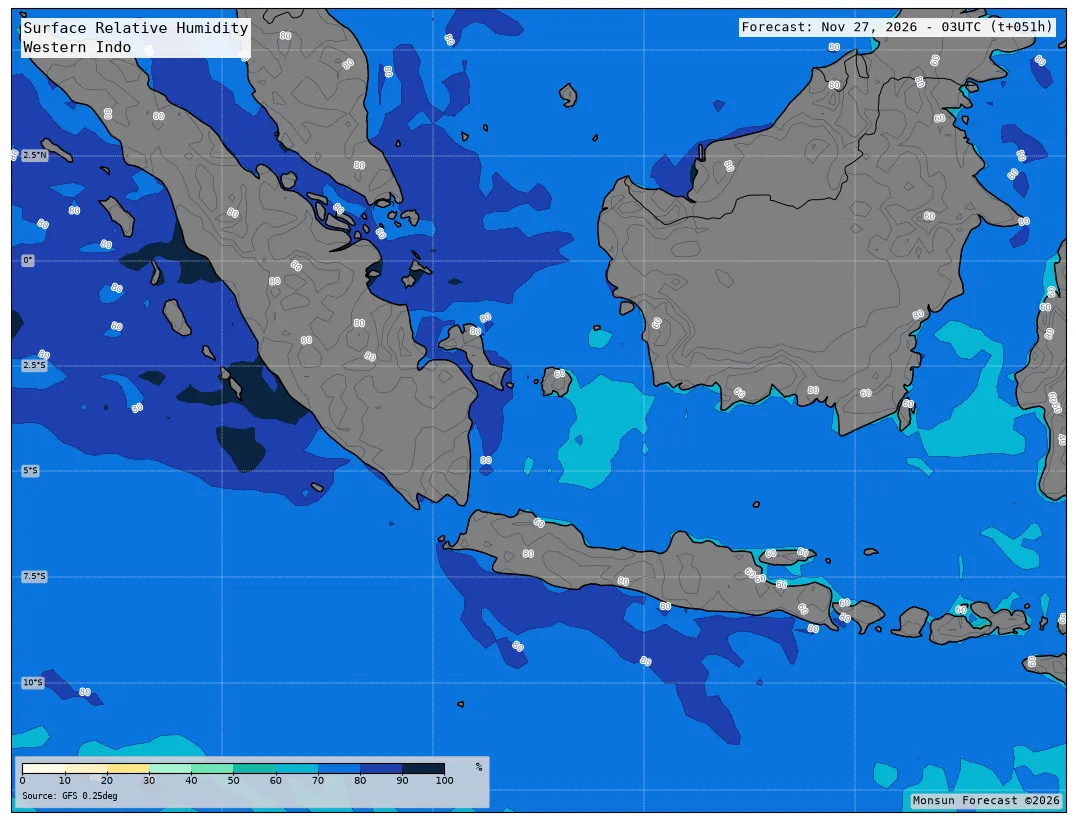 Surface Relative Humidity
Western Indo
Forecast: Nov 27, 2026 - 03UTC (t+051h)
2.5°N
0°
2.5°S
5°S
7.5°S
10°S
%
0 10 20 30 40 50 60 70 80 90 100
Source: GFS 0.25deg
Monsun Forecast ©2026